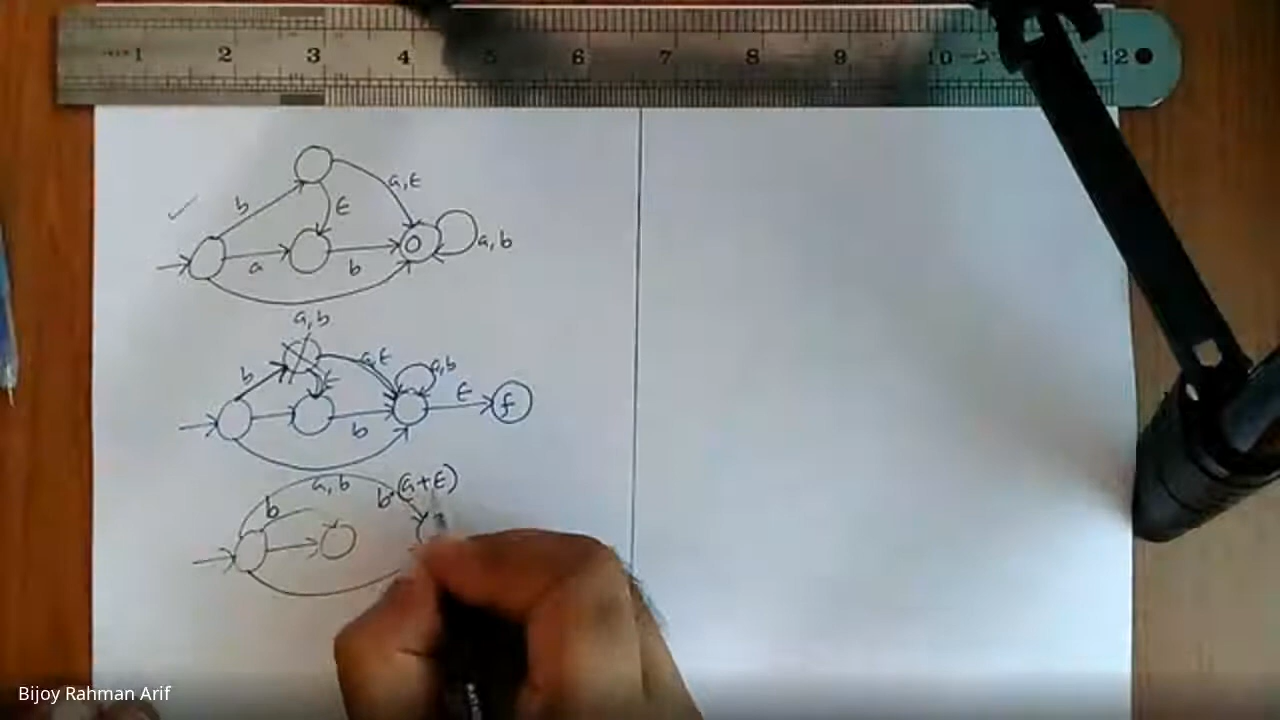 1 2 3 4 5 6 7 8 9 10 12
b
a,ε
ε
a
b
a,b
a,b
b
a,ε
ε
a,b
ε
b
f
a,b
b·(a+ε)
b
Bijoy Rahman Arif